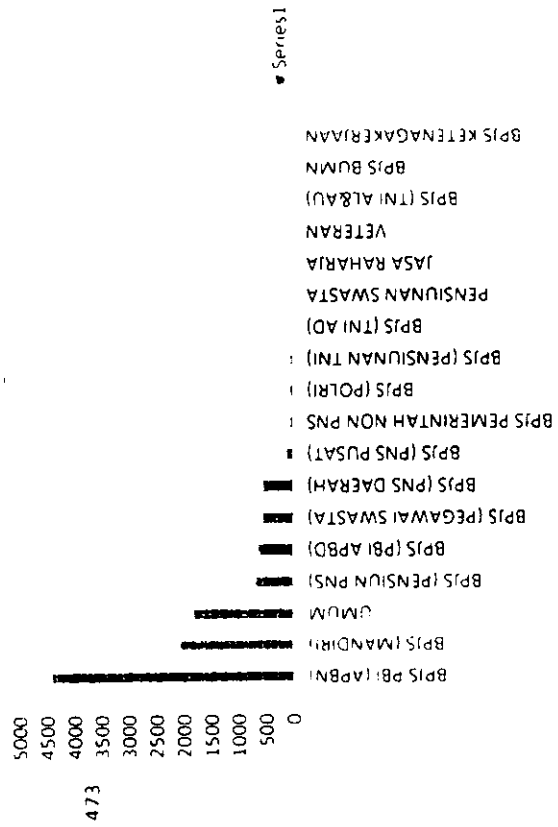 473
5000
4500
4000
3500
3000
2500
2000
1500
1000
500
0
BPJS PBI (APBN)
BPJS (MANDIRI)
UMUM
BPJS (PENSIUN PNS)
BPJS (PBI APBD)
BPJS (PEGAWAI SWASTA)
BPJS (PNS DAERAH)
BPJS (PNS PUSAT)
BPJS PEMERINTAH NON PNS
BPJS (POLRI)
BPJS (PENSIUNAN TNI)
BPJS (TNI AD)
PENSIUNAN SWASTA
JASA RAHARJA
VETERAN
BPJS (TNI AL&AU)
BPJS BUMN
BPJS KETENAGAKERJAAN
Series1